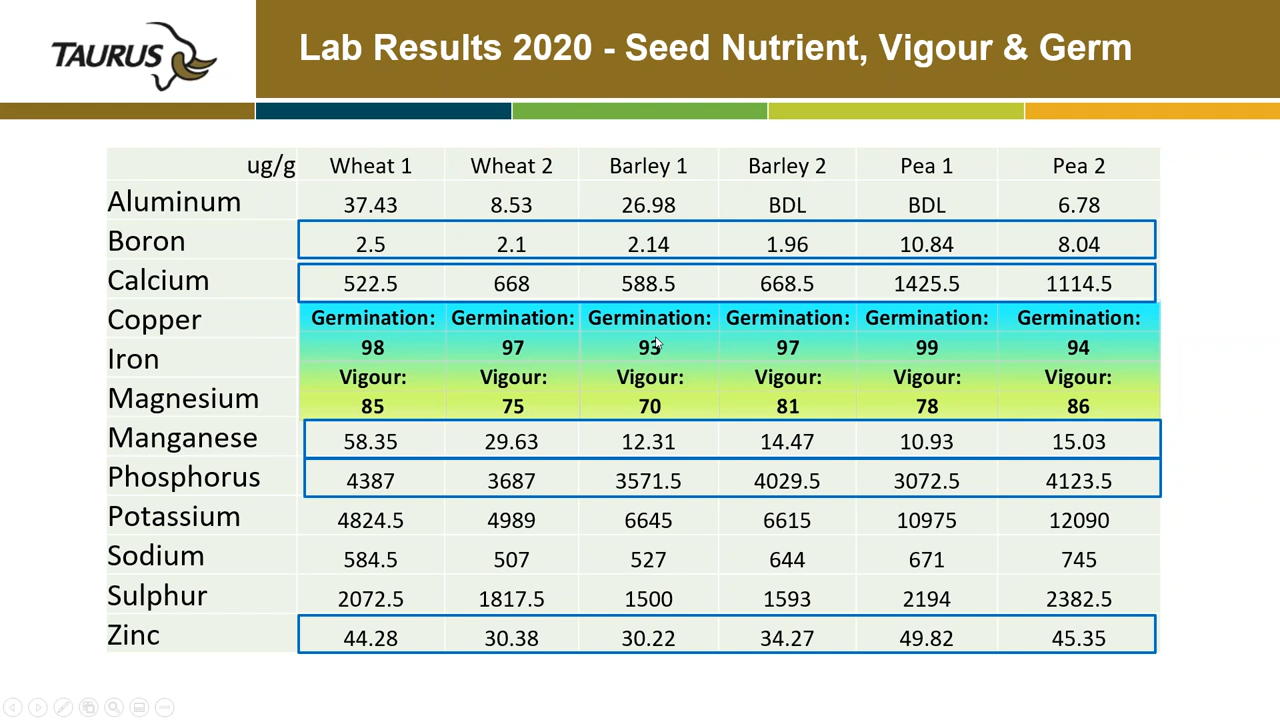 TAURUS
Lab Results 2020 - Seed Nutrient, Vigour & Germ
ug/g Wheat 1 Wheat 2 Barley 1 Barley 2 Pea 1 Pea 2
Aluminum 37.43 8.53 26.98 BDL BDL 6.78
Boron 2.5 2.1 2.14 1.96 10.84 8.04
Calcium 522.5 668 588.5 668.5 1425.5 1114.5
Copper Germination: Germination: Germination: Germination: Germination: Germination:
98 97 93 97 99 94
Iron
Vigour: Vigour: Vigour: Vigour: Vigour: Vigour:
Magnesium 85 75 70 81 78 86
Manganese 58.35 29.63 12.31 14.47 10.93 15.03
Phosphorus 4387 3687 3571.5 4029.5 3072.5 4123.5
Potassium 4824.5 4989 6645 6615 10975 12090
Sodium 584.5 507 527 644 671 745
Sulphur 2072.5 1817.5 1500 1593 2194 2382.5
Zinc 44.28 30.38 30.22 34.27 49.82 45.35